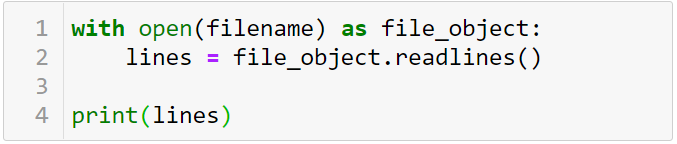 1 with open(filename) as file_object:
2     lines = file_object.readlines()
3
4 print(lines)